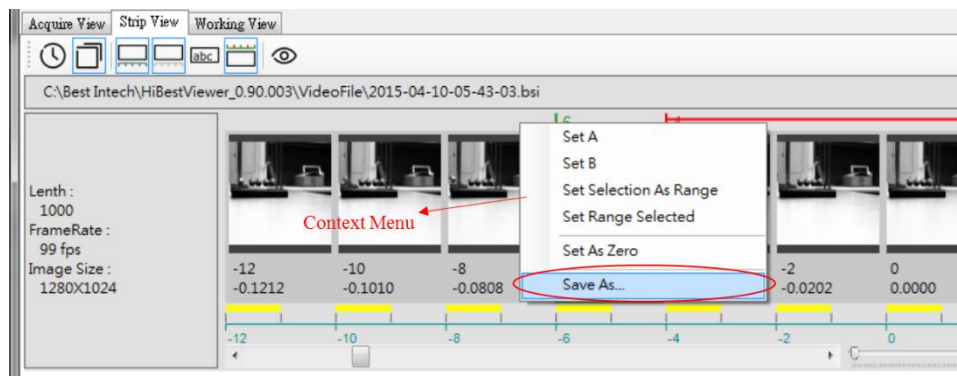 Acquire View Strip View Working View
abc
C:\Best Intech\HiBestViewer_0.90.003\VideoFile\2015-04-10-05-43-03.bsi
Lenth :
1000
FrameRate :
99 fps
Image Size :
1280X1024
Set A
Set B
Set Selection As Range
Set Range Selected
Set As Zero
Save As...
Context Menu
-12 -10 -8 -2 0
-0.1212 -0.1010 -0.0808 -0.0202 0.0000
-12 -10 -8 -6 -4 -2 0